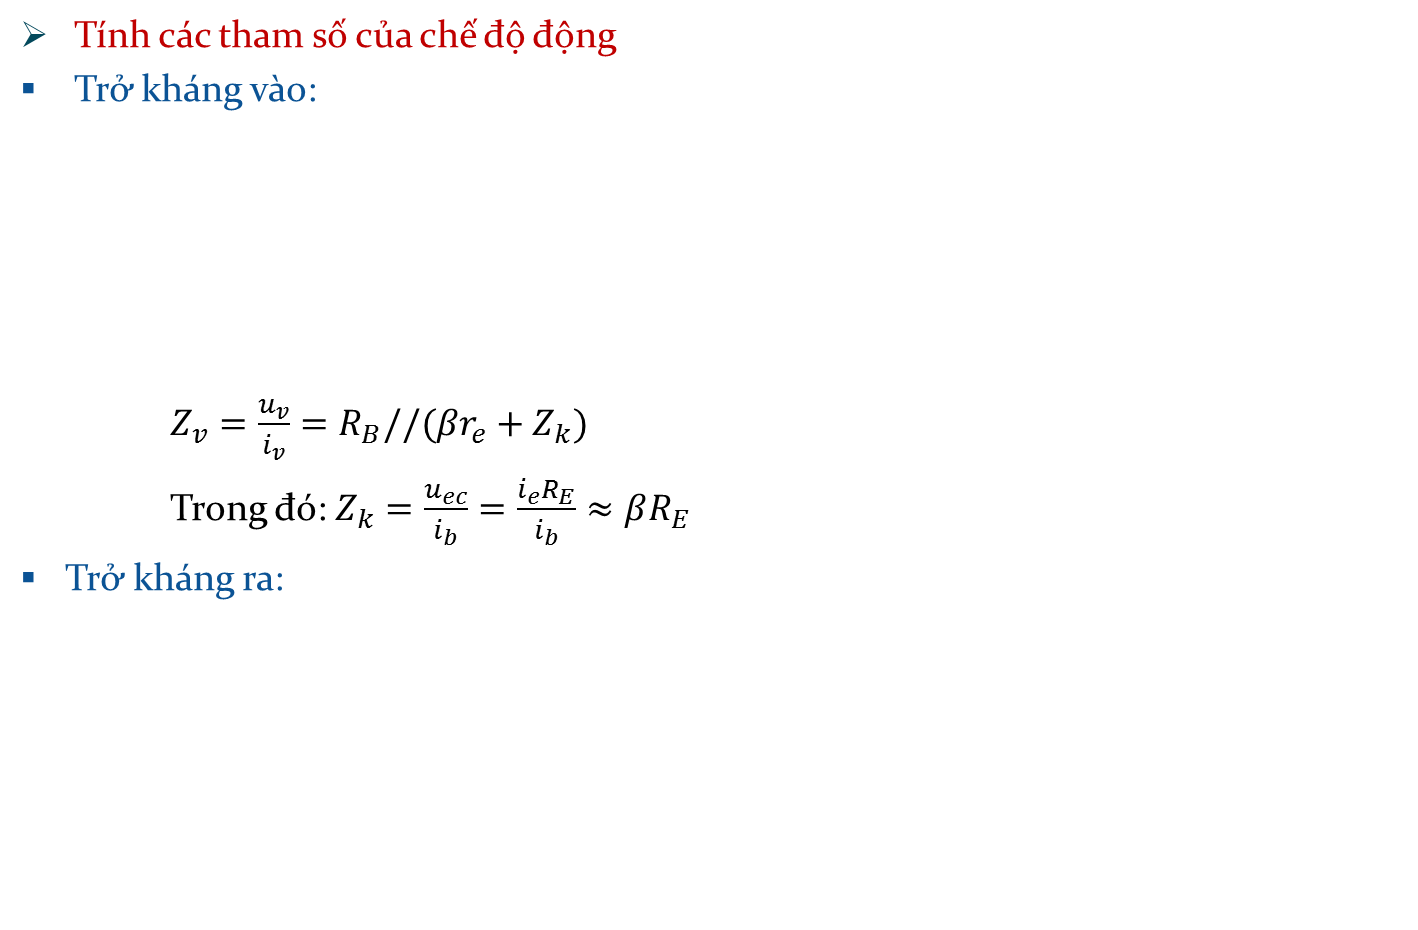 ➢ Tính các tham số của chế độ động
▪ Trở kháng vào:
Z_v = u_v/i_v = R_B//(βr_e + Z_k)
Trong đó: Z_k = u_ec/i_b = i_eR_E/i_b ≈ βR_E
▪ Trở kháng ra: